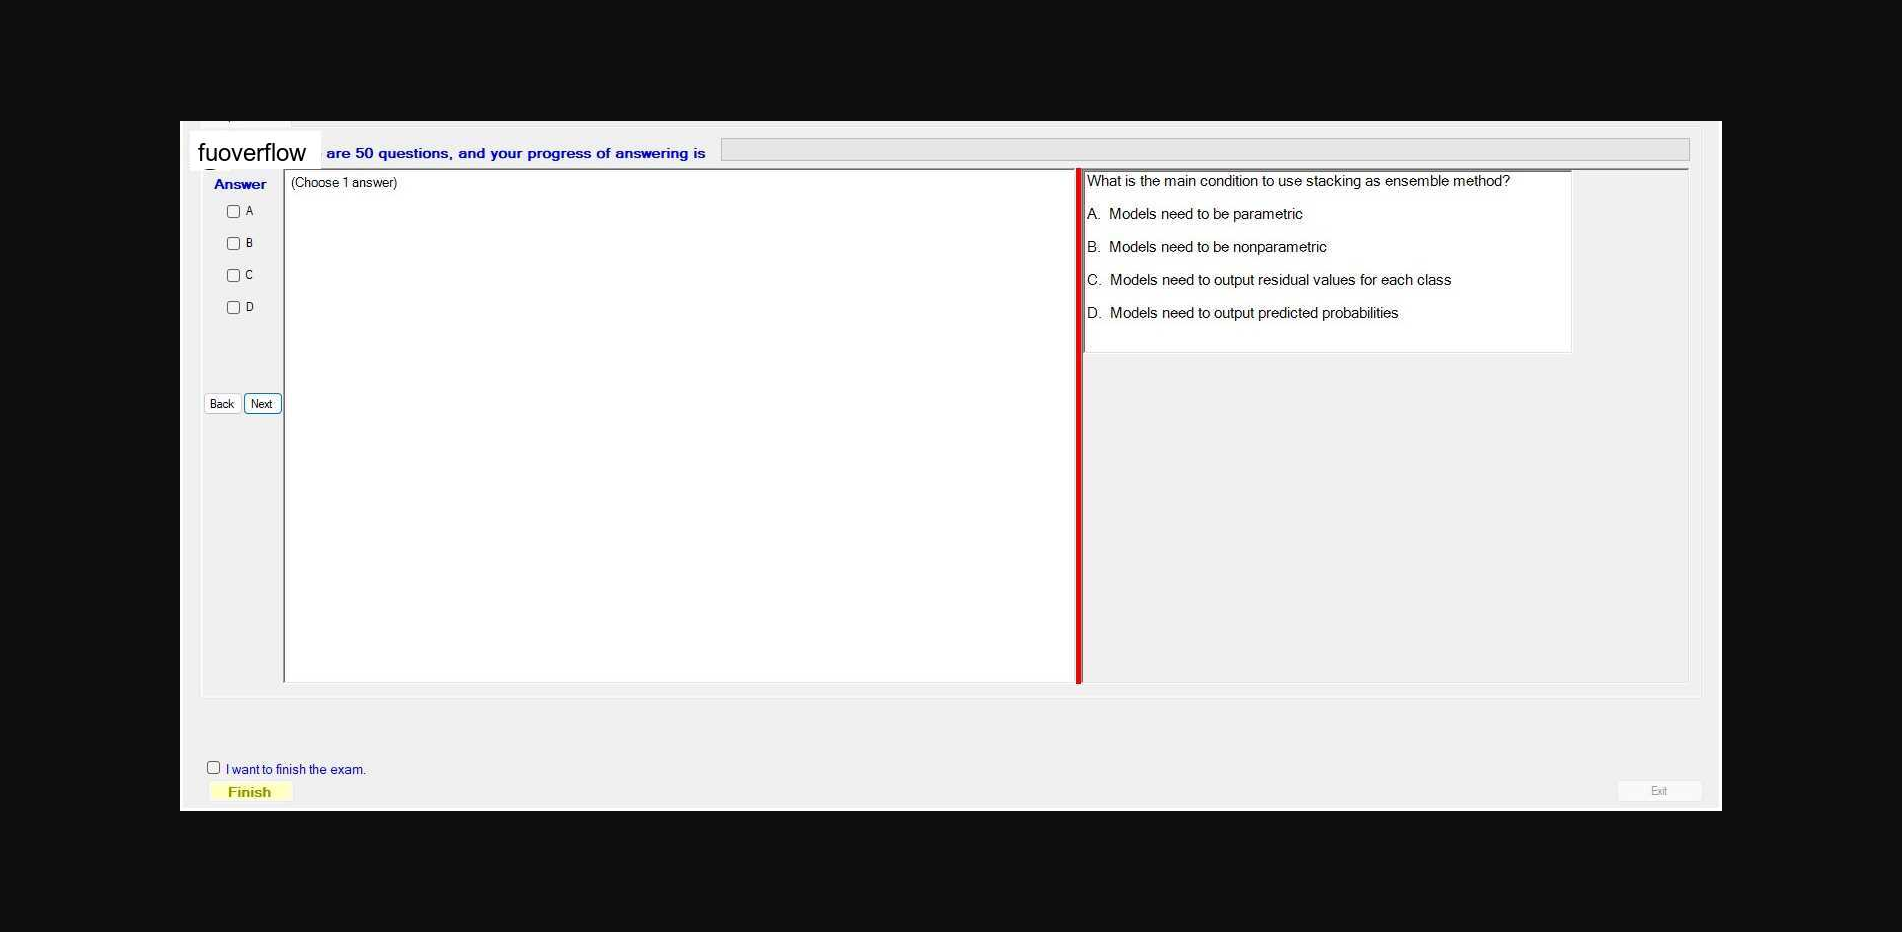 fuoverflow are 50 questions, and your progress of answering is
Answer
(Choose 1 answer)
A
B
C
D
Back Next
What is the main condition to use stacking as ensemble method?
A. Models need to be parametric
B. Models need to be nonparametric
C. Models need to output residual values for each class
D. Models need to output predicted probabilities
I want to finish the exam.
Finish
Exit